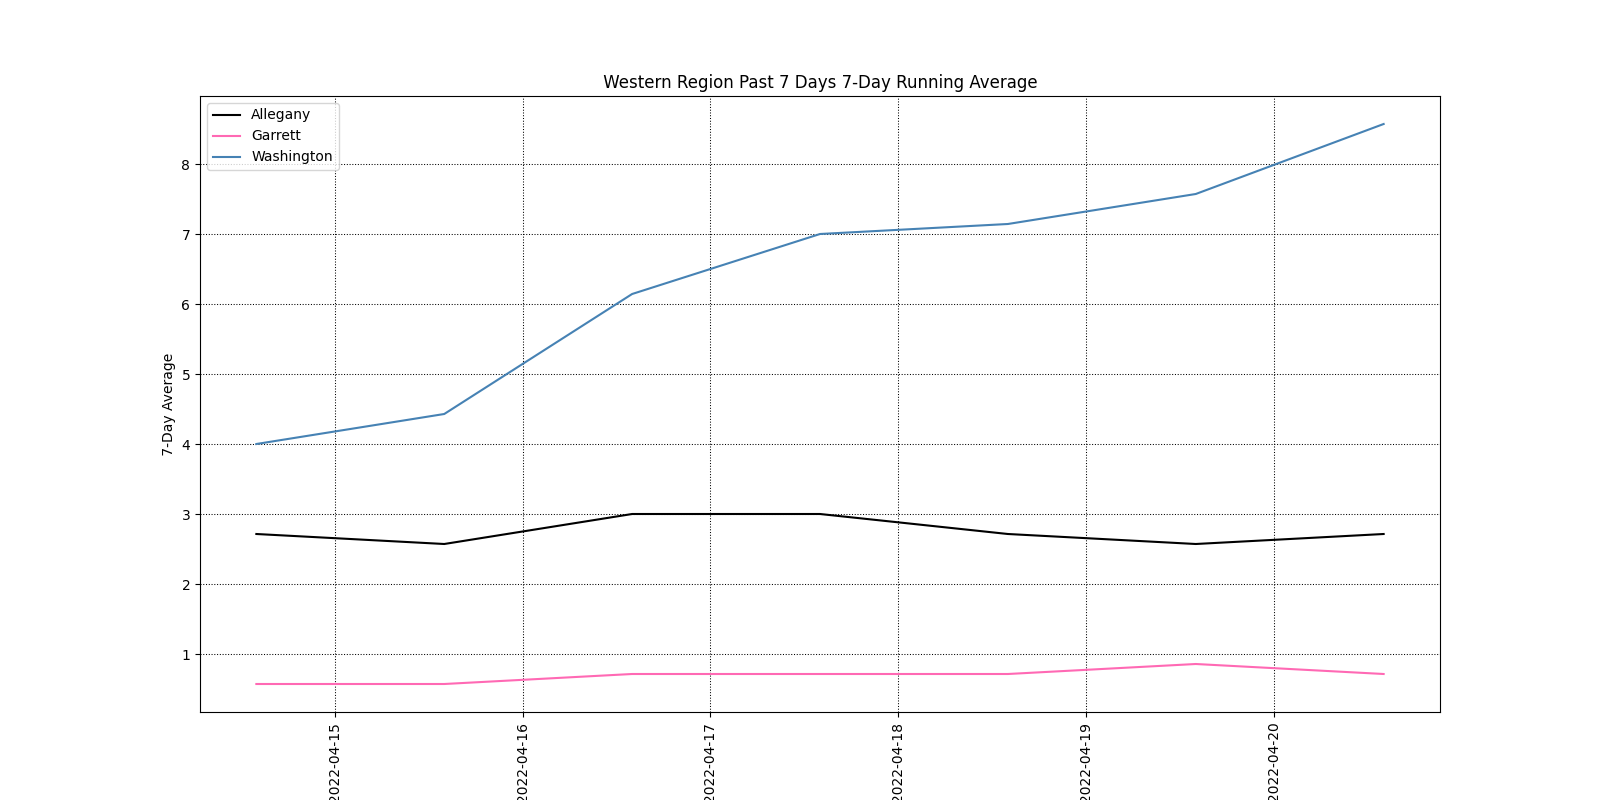 Western Region Past 7 Days 7-Day Running Average
Allegany
Garrett
Washington
8
7
6
5
4
3
2
1
7-Day Average
2022-04-15
2022-04-16
2022-04-17
2022-04-18
2022-04-19
2022-04-20